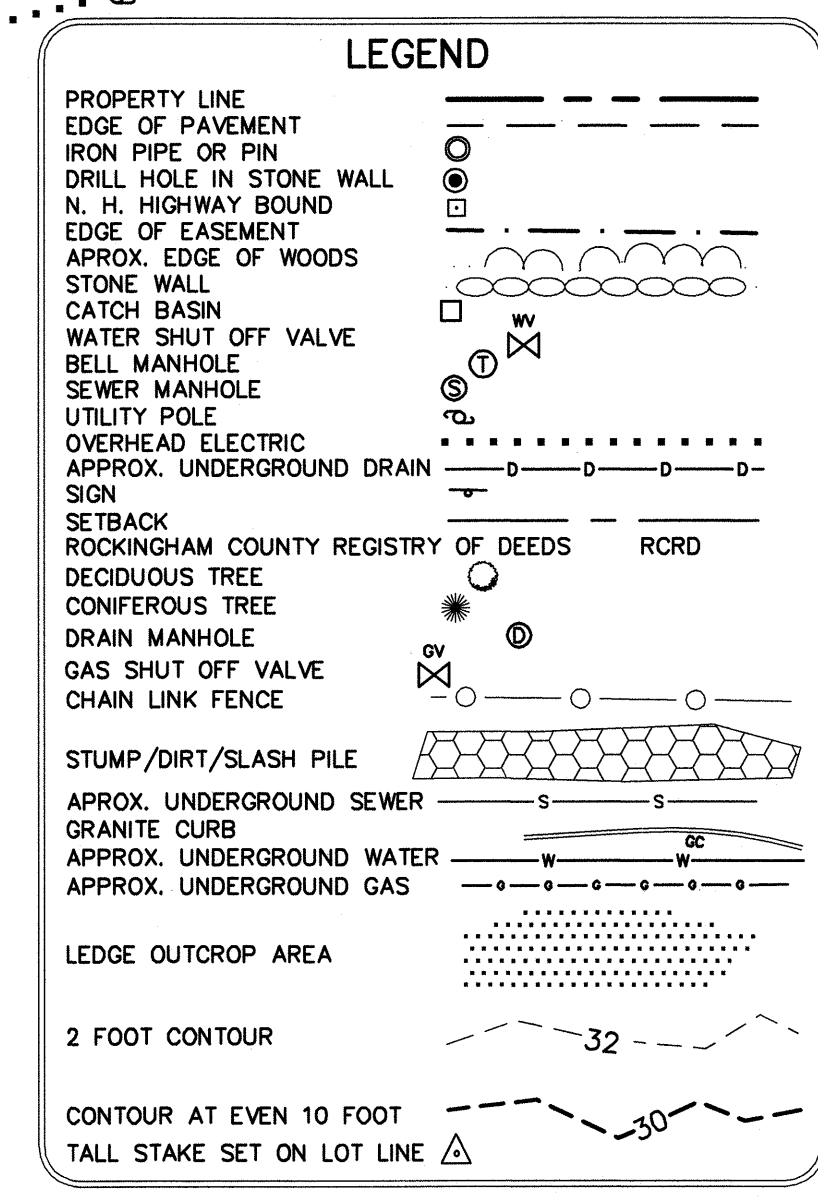 LEGEND
PROPERTY LINE
EDGE OF PAVEMENT
IRON PIPE OR PIN
DRILL HOLE IN STONE WALL
N. H. HIGHWAY BOUND
EDGE OF EASEMENT
APROX. EDGE OF WOODS
STONE WALL
CATCH BASIN
WATER SHUT OFF VALVE WV
BELL MANHOLE T
SEWER MANHOLE S
UTILITY POLE
OVERHEAD ELECTRIC
APPROX. UNDERGROUND DRAIN D D D D
SIGN
SETBACK
ROCKINGHAM COUNTY REGISTRY OF DEEDS RCRD
DECIDUOUS TREE
CONIFEROUS TREE
DRAIN MANHOLE D
GAS SHUT OFF VALVE GV
CHAIN LINK FENCE
STUMP/DIRT/SLASH PILE
APROX. UNDERGROUND SEWER S S
GRANITE CURB GC
APPROX. UNDERGROUND WATER W W
APPROX. UNDERGROUND GAS G G G G G G
LEDGE OUTCROP AREA
2 FOOT CONTOUR 32
CONTOUR AT EVEN 10 FOOT 30
TALL STAKE SET ON LOT LINE